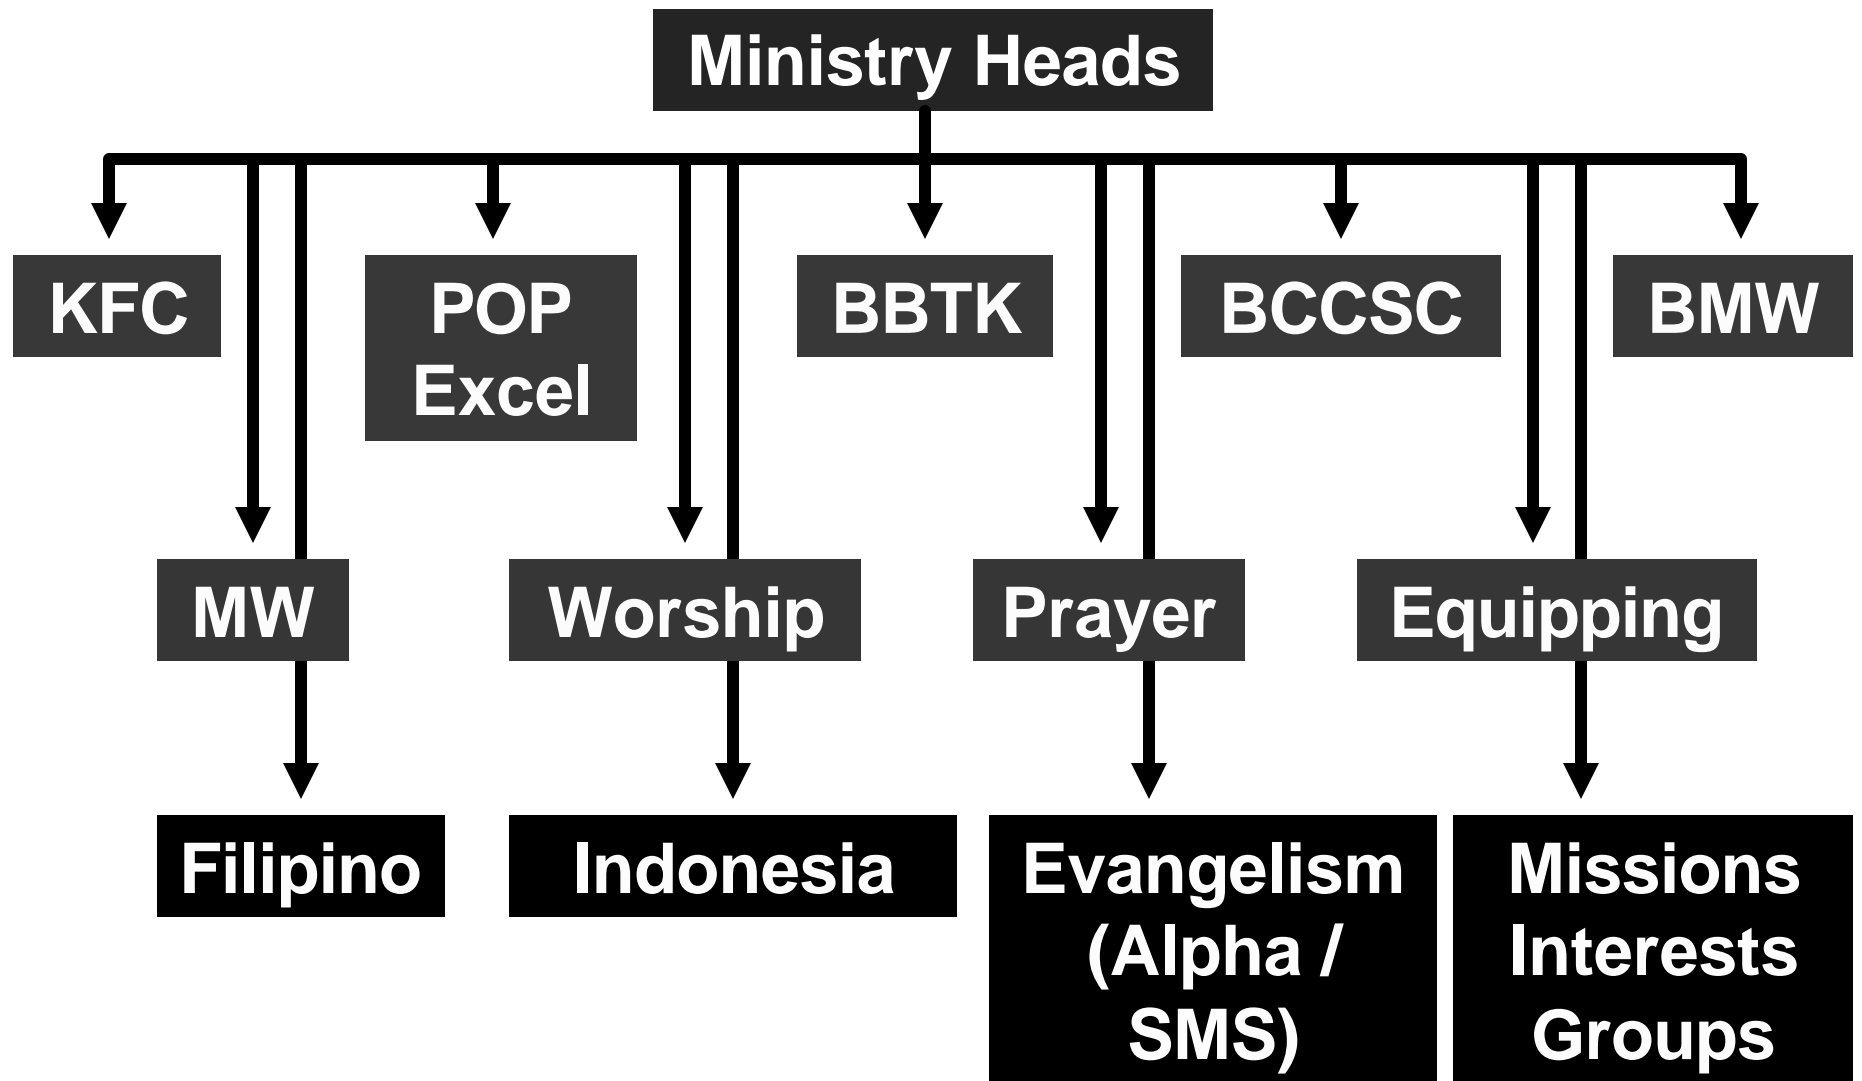 Ministry Heads
KFC
POP
Excel
BBTK
BCCSC
BMW
MW
Worship
Prayer
Equipping
Filipino
Indonesia
Evangelism
(Alpha /
SMS)
Missions
Interests
Groups